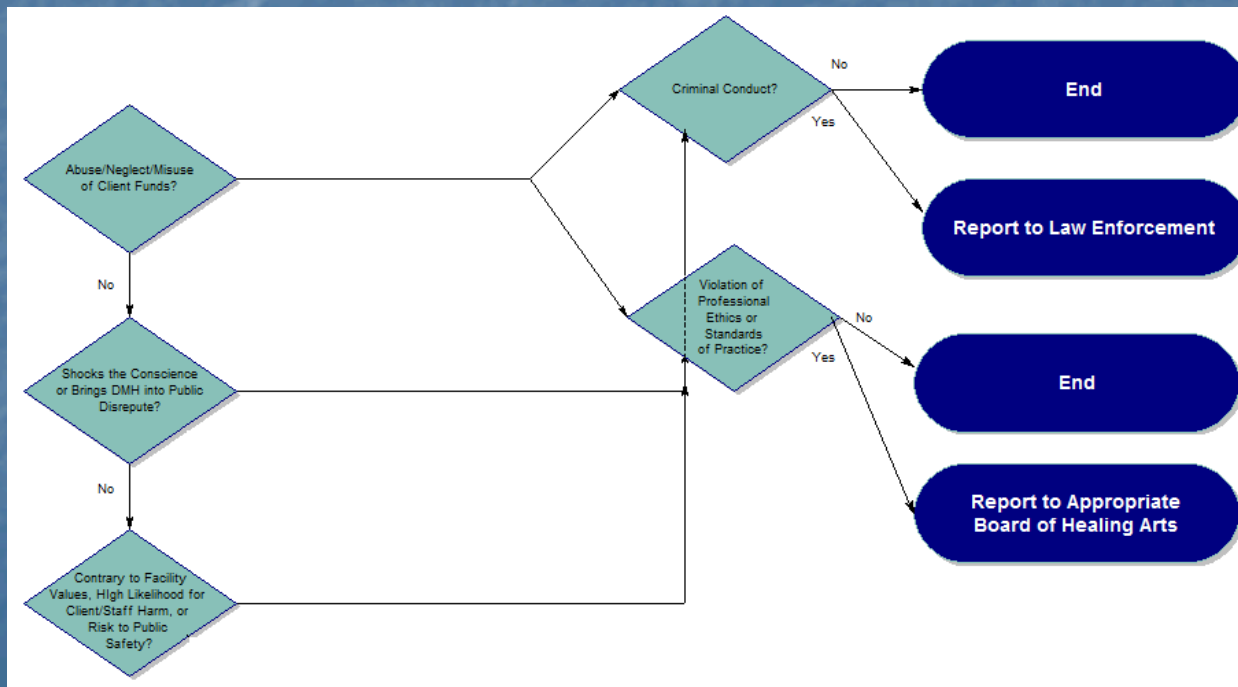 Criminal Conduct?
No
Yes
End
Report to Law Enforcement
Abuse/Neglect/Misuse
of Client Funds?
No
Violation of
Professional
Ethics or
Standards
of Practice?
No
Yes
End
Report to Appropriate
Board of Healing Arts
Shocks the Conscience
or Brings DMH into Public
Disrepute?
No
Contrary to Facility
Values, HIgh Likelihood for
Client/Staff Harm, or
Risk to Public
Safety?